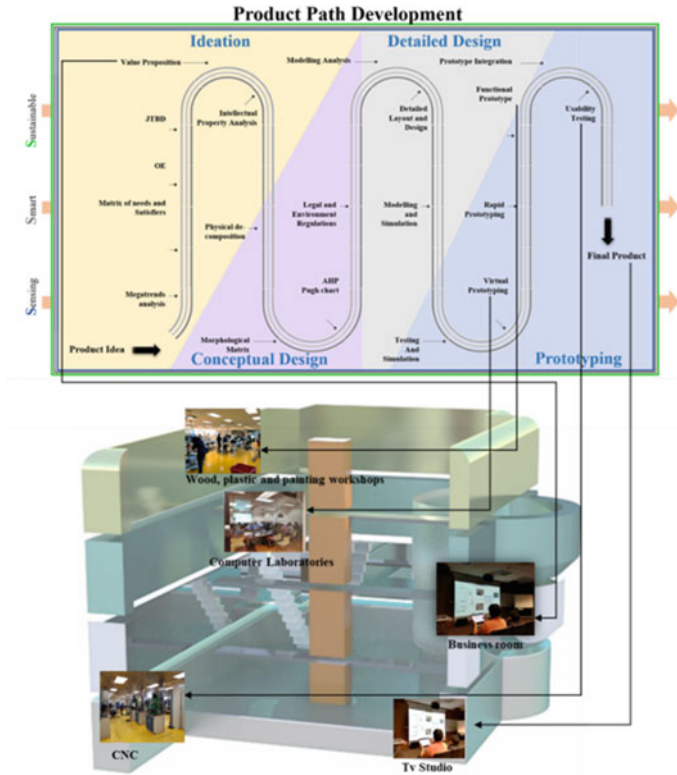 Product Path Development
Ideation
Detailed Design
Value Proposition
Modelling Analysis
Prototype Integration
Sustainable
Smart
Sensing
JTBD
OE
Matrix of needs and
Satisfiers
Megatrends
analysis
Product Idea
Intellectual
Property Analysis
Physical de-
composition
Morphological
Matrix
Legal and
Environment
Regulations
AHP
Pugh chart
Detailed
Layout and
Design
Modelling
and
Simulation
Testing
And
Simulation
Functional
Prototype
Rapid
Prototyping
Virtual
Prototyping
Usability
Testing
Final Product
Conceptual Design
Prototyping
Wood, plastic and painting workshops
Computer Laboratories
Business room
CNC
Tv Studio